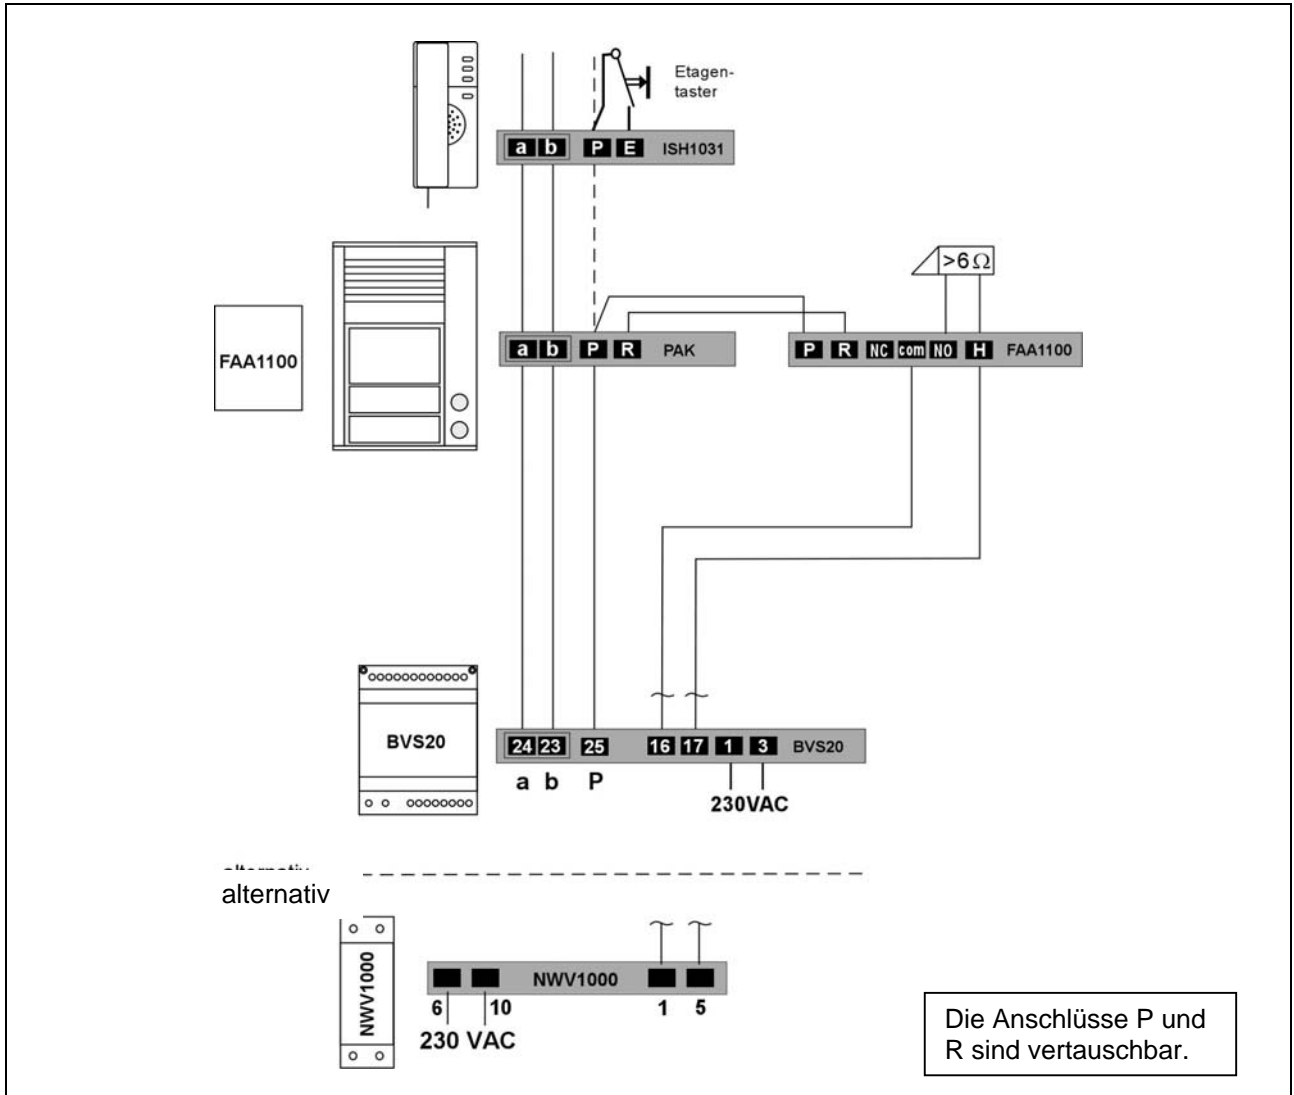 Etagen-
taster
a b P E ISH1031
>6Ω
FAA1100
a b P R PAK
P R NC com NO H FAA1100
BVS20
24 23 25 16 17 1 3 BVS20
a b P
230VAC
alternativ
alternativ
NWV1000
NWV1000
6 10 1 5
230 VAC
Die Anschlüsse P und
R sind vertauschbar.